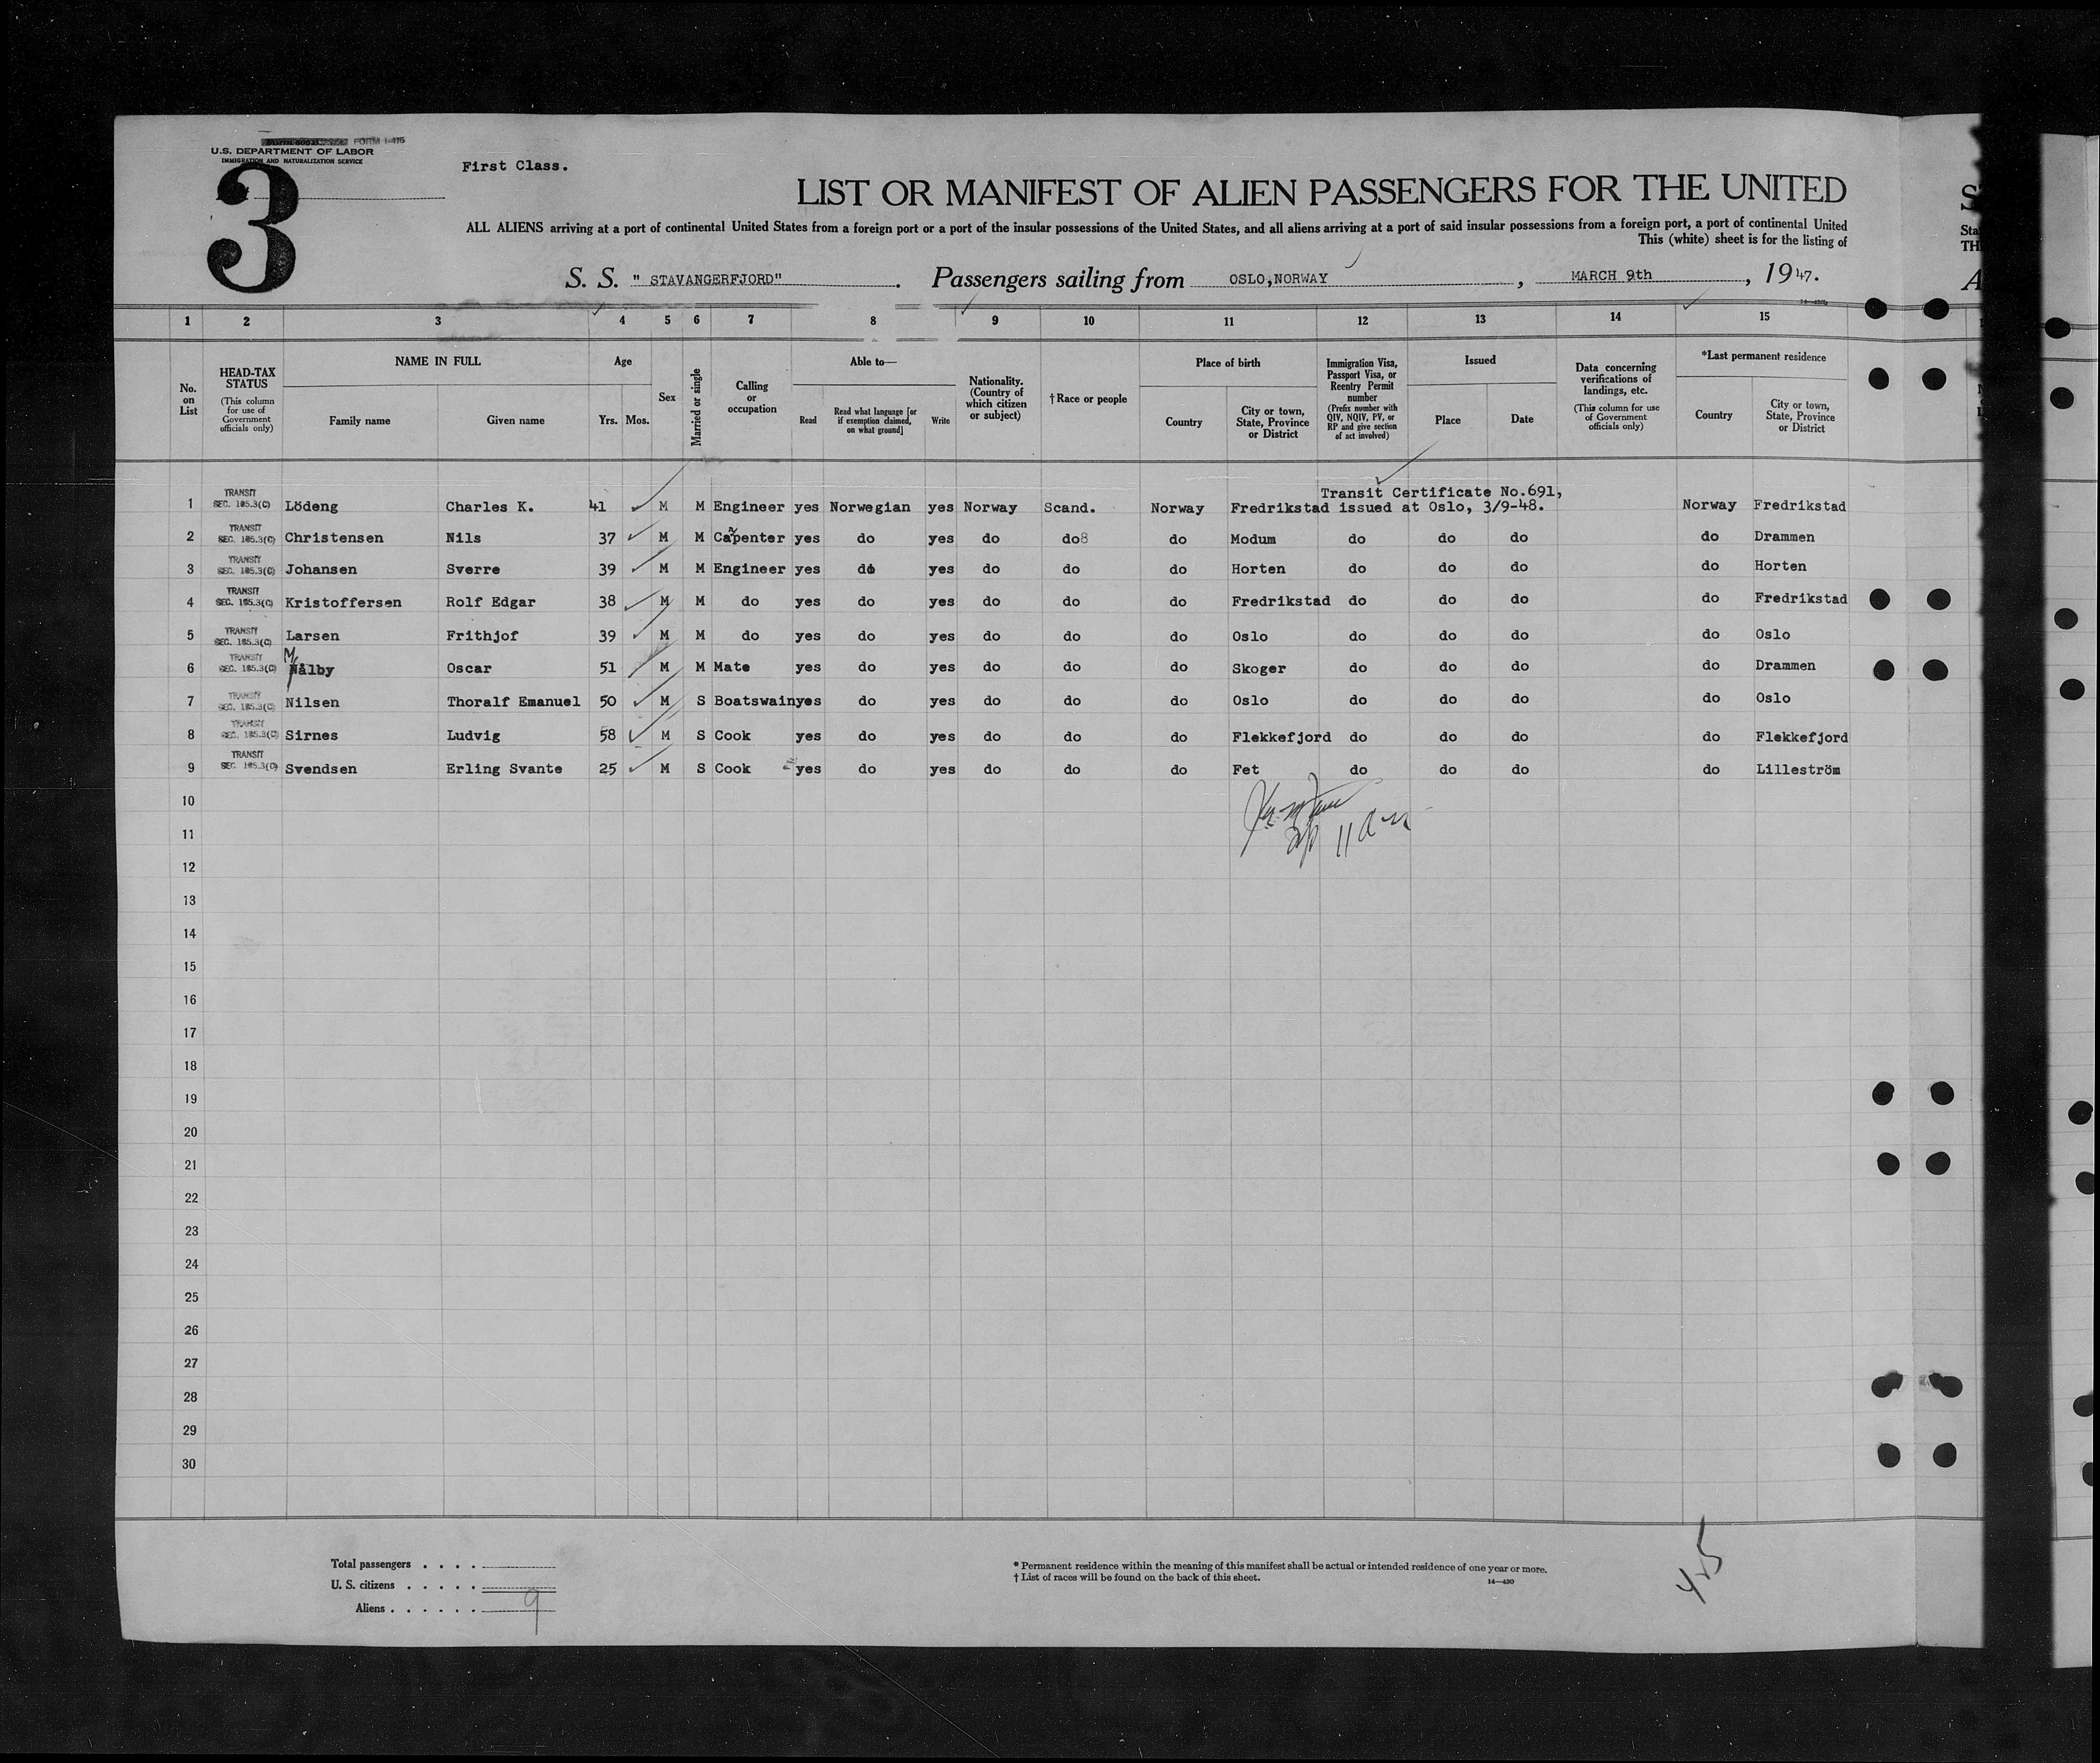 FORM I-415
U.S. DEPARTMENT OF LABOR
IMMIGRATION AND NATURALIZATION SERVICE
3
First Class.
LIST OR MANIFEST OF ALIEN PASSENGERS FOR THE UNITED
ALL ALIENS arriving at a port of continental United States from a foreign port or a port of the insular possessions of the United States, and all aliens arriving at a port of said insular possessions from a foreign port, a port of continental United
This (white) sheet is for the listing of
S. S. " STAVANGERFJORD" . Passengers sailing from OSLO,NORWAY , MARCH 9th , 1947.
1 2 3 4 5 6 7 8 9 10 11 12 13 14 15
No. on List
HEAD-TAX STATUS (This column for use of Government officials only)
NAME IN FULL Family name Given name
Age Yrs. Mos.
Sex
Married or single
Calling or occupation
Able to— Read Read what language [or if exemption claimed, on what ground] Write
Nationality. (Country of which citizen or subject)
† Race or people
Place of birth Country City or town, State, Province or District
Immigration Visa, Passport Visa, or Reentry Permit number (Prefix number with QIV, NQIV, PV, or RP and give section of act involved)
Issued Place Date
Data concerning verifications of landings, etc. (This column for use of Government officials only)
*Last permanent residence Country City or town, State, Province or District
Transit Certificate No.691,
1 TRANSIT SEC. 105.3(C) Lödeng Charles K. 41 M M Engineer yes Norwegian yes Norway Scand. Norway Fredrikstad issued at Oslo, 3/9-48. Norway Fredrikstad
2 TRANSIT SEC. 105.3(C) Christensen Nils 37 M M Carpenter yes do yes do do8 do Modum do do do do Drammen
3 TRANSIT SEC. 105.3(C) Johansen Sverre 39 M M Engineer yes do yes do do do Horten do do do do Horten
4 TRANSIT SEC. 105.3(C) Kristoffersen Rolf Edgar 38 M M do yes do yes do do do Fredrikstad do do do do Fredrikstad
5 TRANSIT SEC. 105.3(C) Larsen Frithjof 39 M M do yes do yes do do do Oslo do do do do Oslo
6 TRANSIT SEC. 105.3(C) Målby Oscar 51 M M Mate yes do yes do do do Skoger do do do do Drammen
7 TRANSIT SEC. 105.3(C) Nilsen Thoralf Emanuel 50 M S Boatswain yes do yes do do do Oslo do do do do Oslo
8 TRANSIT SEC. 105.3(C) Sirnes Ludvig 58 M S Cook yes do yes do do do Flekkefjord do do do do Flekkefjord
9 TRANSIT SEC. 105.3(C) Svendsen Erling Svante 25 M S Cook yes do yes do do do Fet do do do do Lilleström
10
11
12
13
14
15
16
17
18
19
20
21
22
23
24
25
26
27
28
29
30
Total passengers . . . .
U. S. citizens . . . . .
Aliens . . . . . . 9
* Permanent residence within the meaning of this manifest shall be actual or intended residence of one year or more.
† List of races will be found on the back of this sheet.
14—430